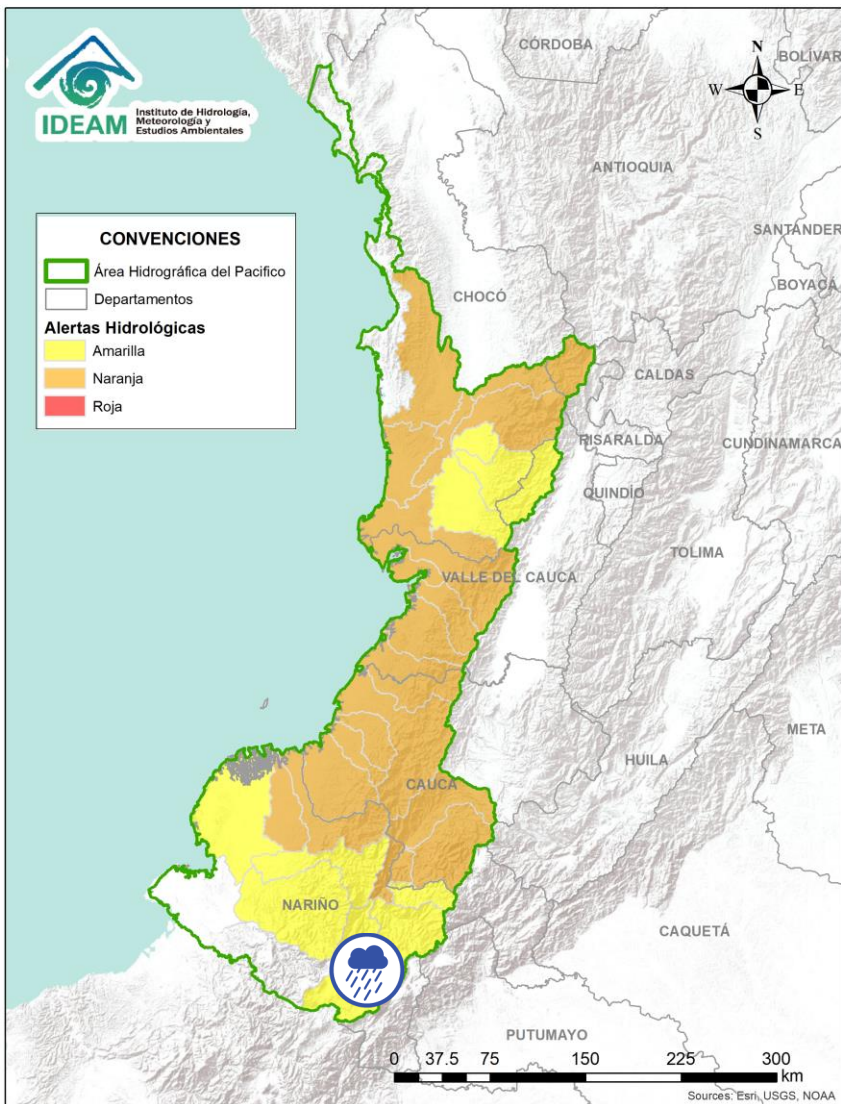 IDEAM
Instituto de Hidrología,
Meteorología y
Estudios Ambientales
CÓRDOBA
BOLÍVAR
N
W
E
S
ANTIOQUIA
SANTANDER
BOYACÁ
CONVENCIONES
Área Hidrográfica del Pacifico
Departamentos
Alertas Hidrológicas
Amarilla
Naranja
Roja
CHOCÓ
CALDAS
RISARALDA
CUNDINAMARCA
QUINDÍO
TOLIMA
VALLE DEL CAUCA
META
HUILA
CAUCA
NARIÑO
CAQUETÁ
PUTUMAYO
0 37.5 75 150 225 300
km
Sources: Esri, USGS, NOAA